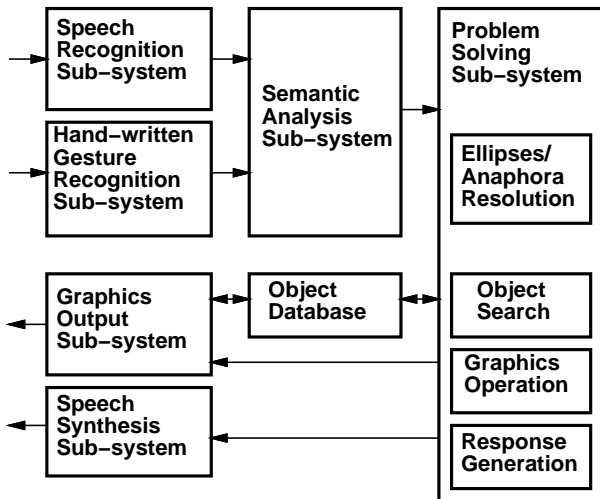 Speech
Recognition
Sub-system
Hand-written
Gesture
Recognition
Sub-system
Semantic
Analysis
Sub-system
Problem
Solving
Sub-system
Ellipses/
Anaphora
Resolution
Graphics
Output
Sub-system
Object
Database
Object
Search
Graphics
Operation
Speech
Synthesis
Sub-system
Response
Generation